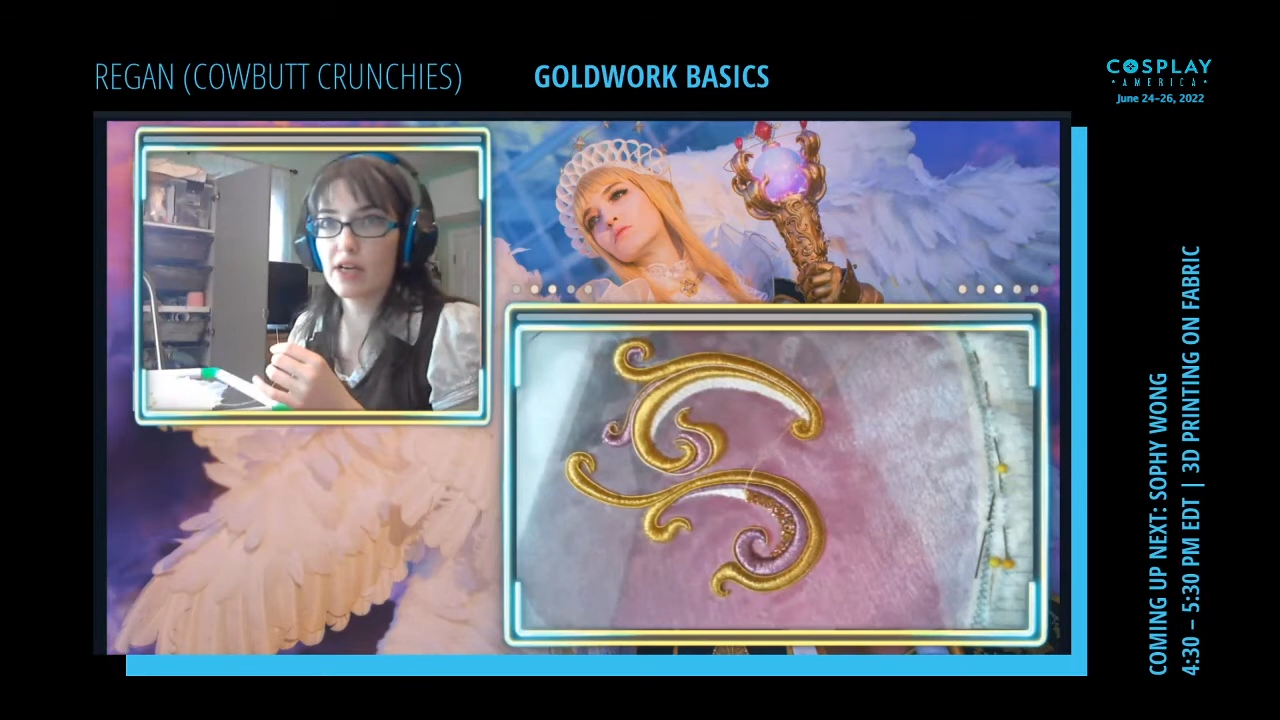 REGAN (COWBUTT CRUNCHIES)
GOLDWORK BASICS
COSPLAY
AMERICA
June 24-26, 2022
COMING UP NEXT: SOPHY WONG
4:30 – 5:30 PM EDT | 3D PRINTING ON FABRIC